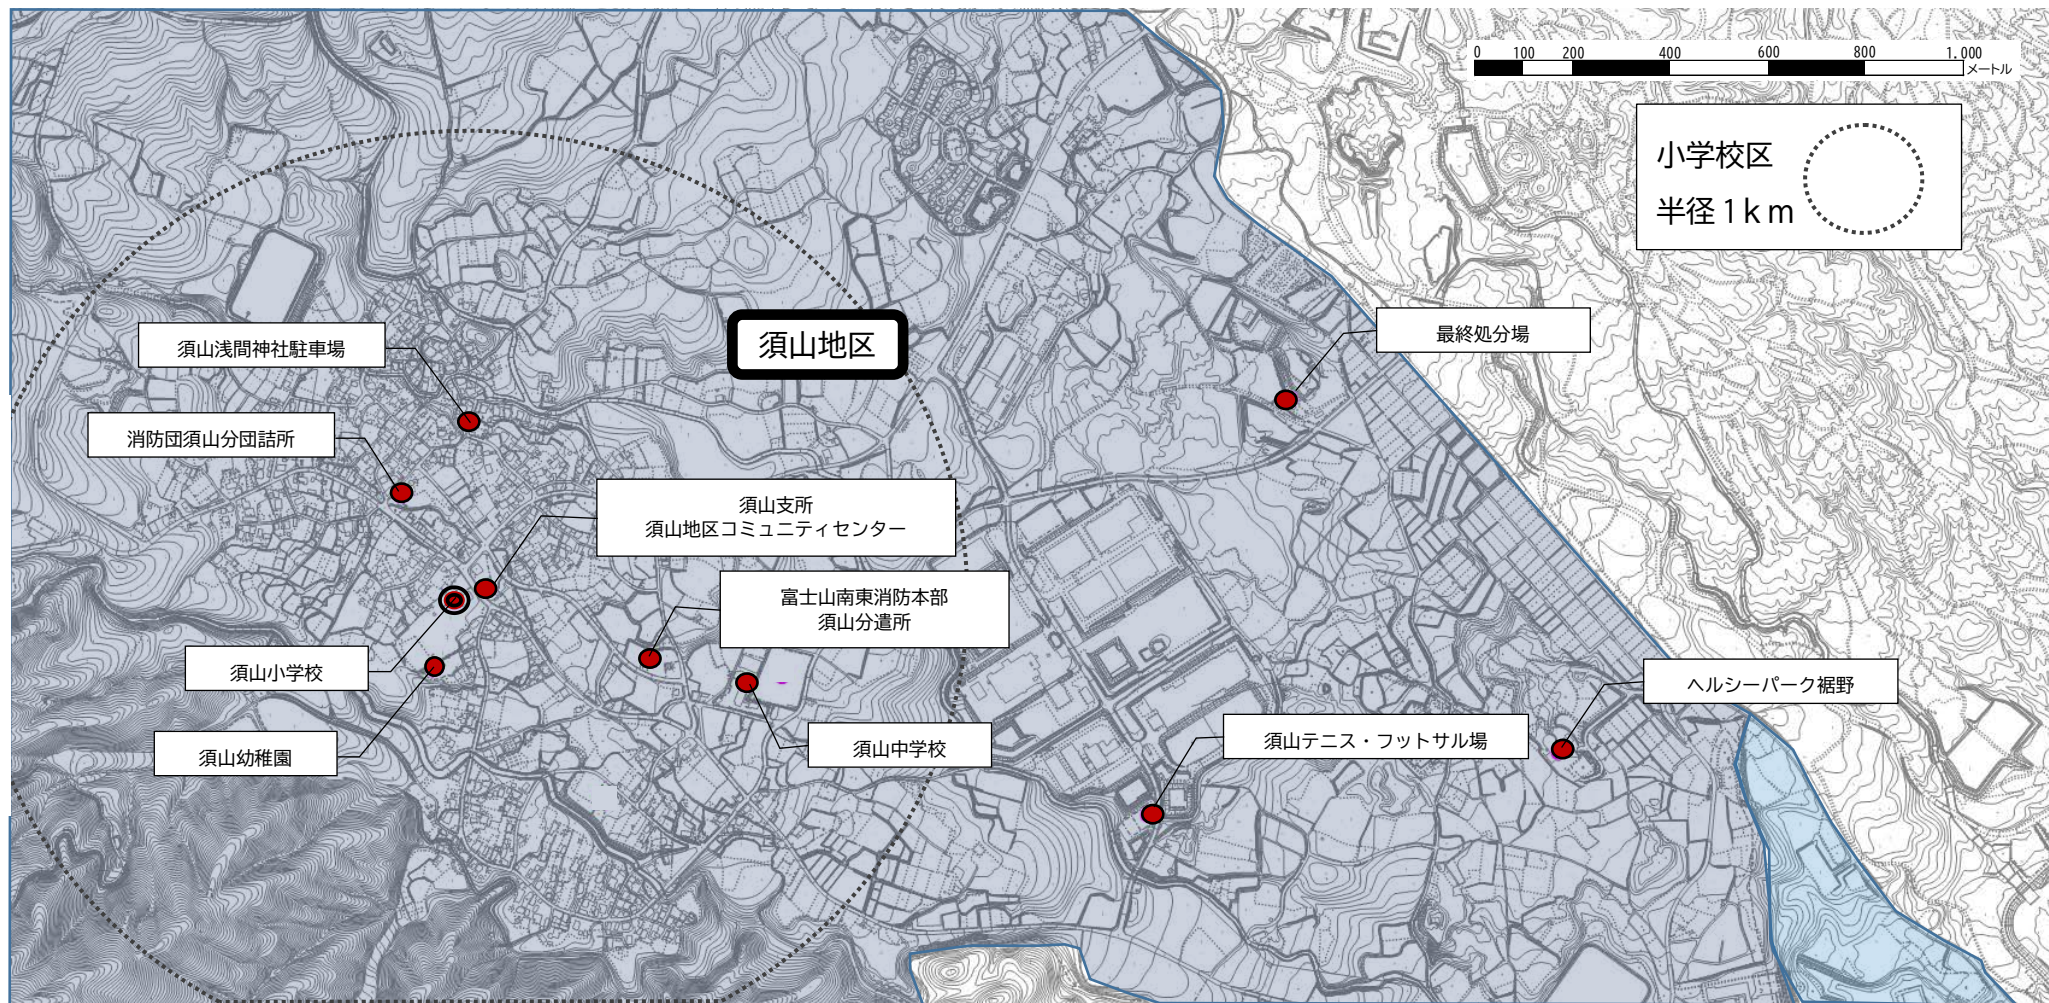 0 100 200 400 600 800 1,000
メートル
小学校区
半径1km
須山地区
須山浅間神社駐車場
最終処分場
消防団須山分団詰所
須山支所
須山地区コミュニティセンター
富士山南東消防本部
須山分遣所
須山小学校
ヘルシーパーク裾野
須山幼稚園
須山中学校
須山テニス・フットサル場